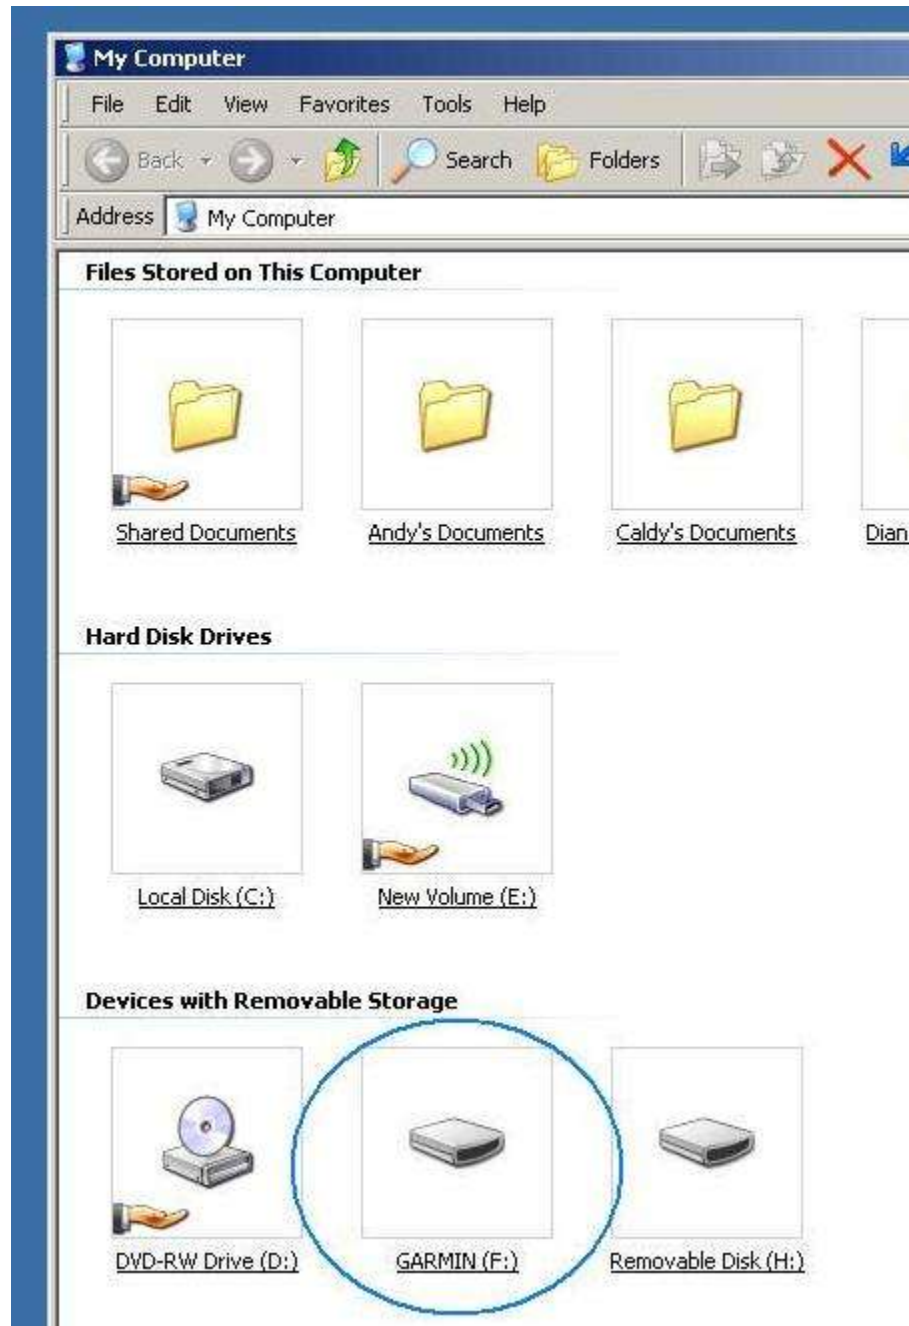 My Computer
File Edit View Favorites Tools Help
Back Search Folders
Address My Computer
Files Stored on This Computer
Shared Documents Andy's Documents Caldy's Documents Dian
Hard Disk Drives
Local Disk (C:) New Volume (E:)
Devices with Removable Storage
DVD-RW Drive (D:) GARMIN (F:) Removable Disk (H:)